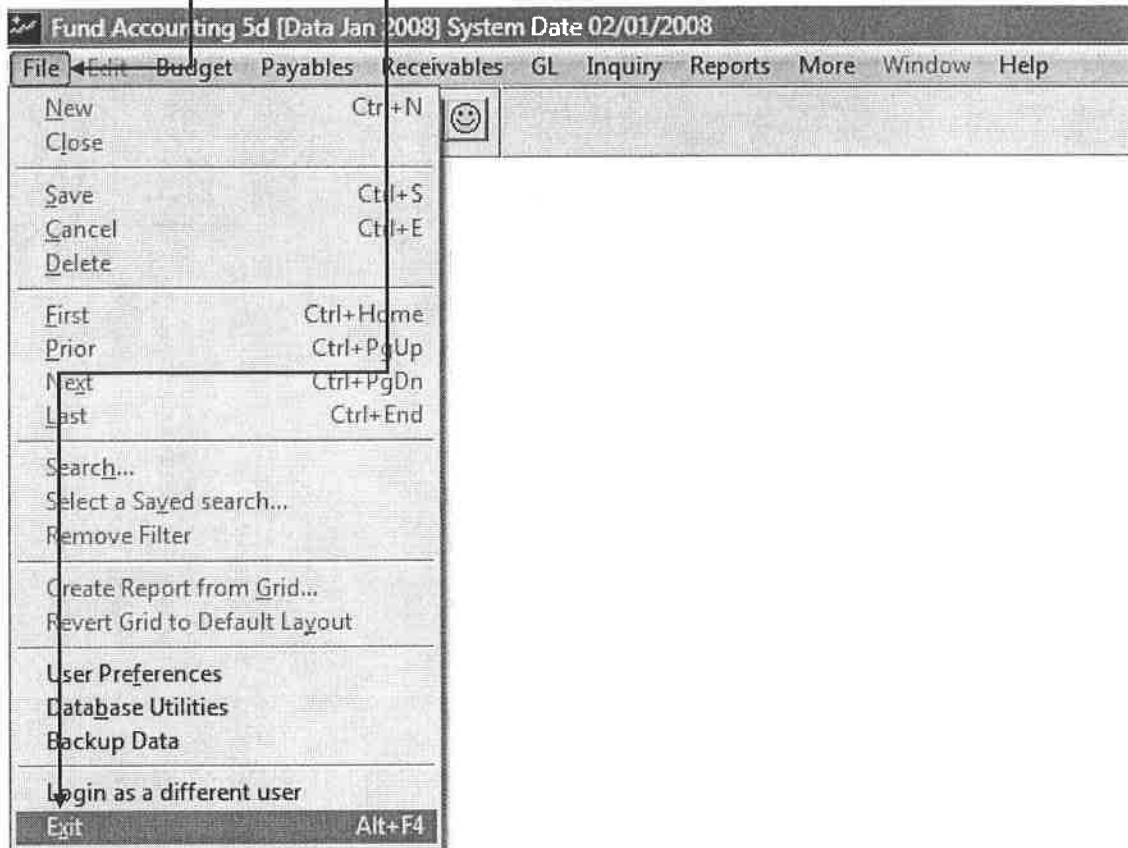 Fund Accounting 5d [Data Jan 2008] System Date 02/01/2008
File Edit Budget Payables Receivables GL Inquiry Reports More Window Help
New Ctrl+N
Close
Save Ctrl+S
Cancel Ctrl+E
Delete
First Ctrl+Home
Prior Ctrl+PgUp
Next Ctrl+PgDn
Last Ctrl+End
Search...
Select a Saved search...
Remove Filter
Create Report from Grid...
Revert Grid to Default Layout
User Preferences
Database Utilities
Backup Data
Login as a different user
Exit Alt+F4